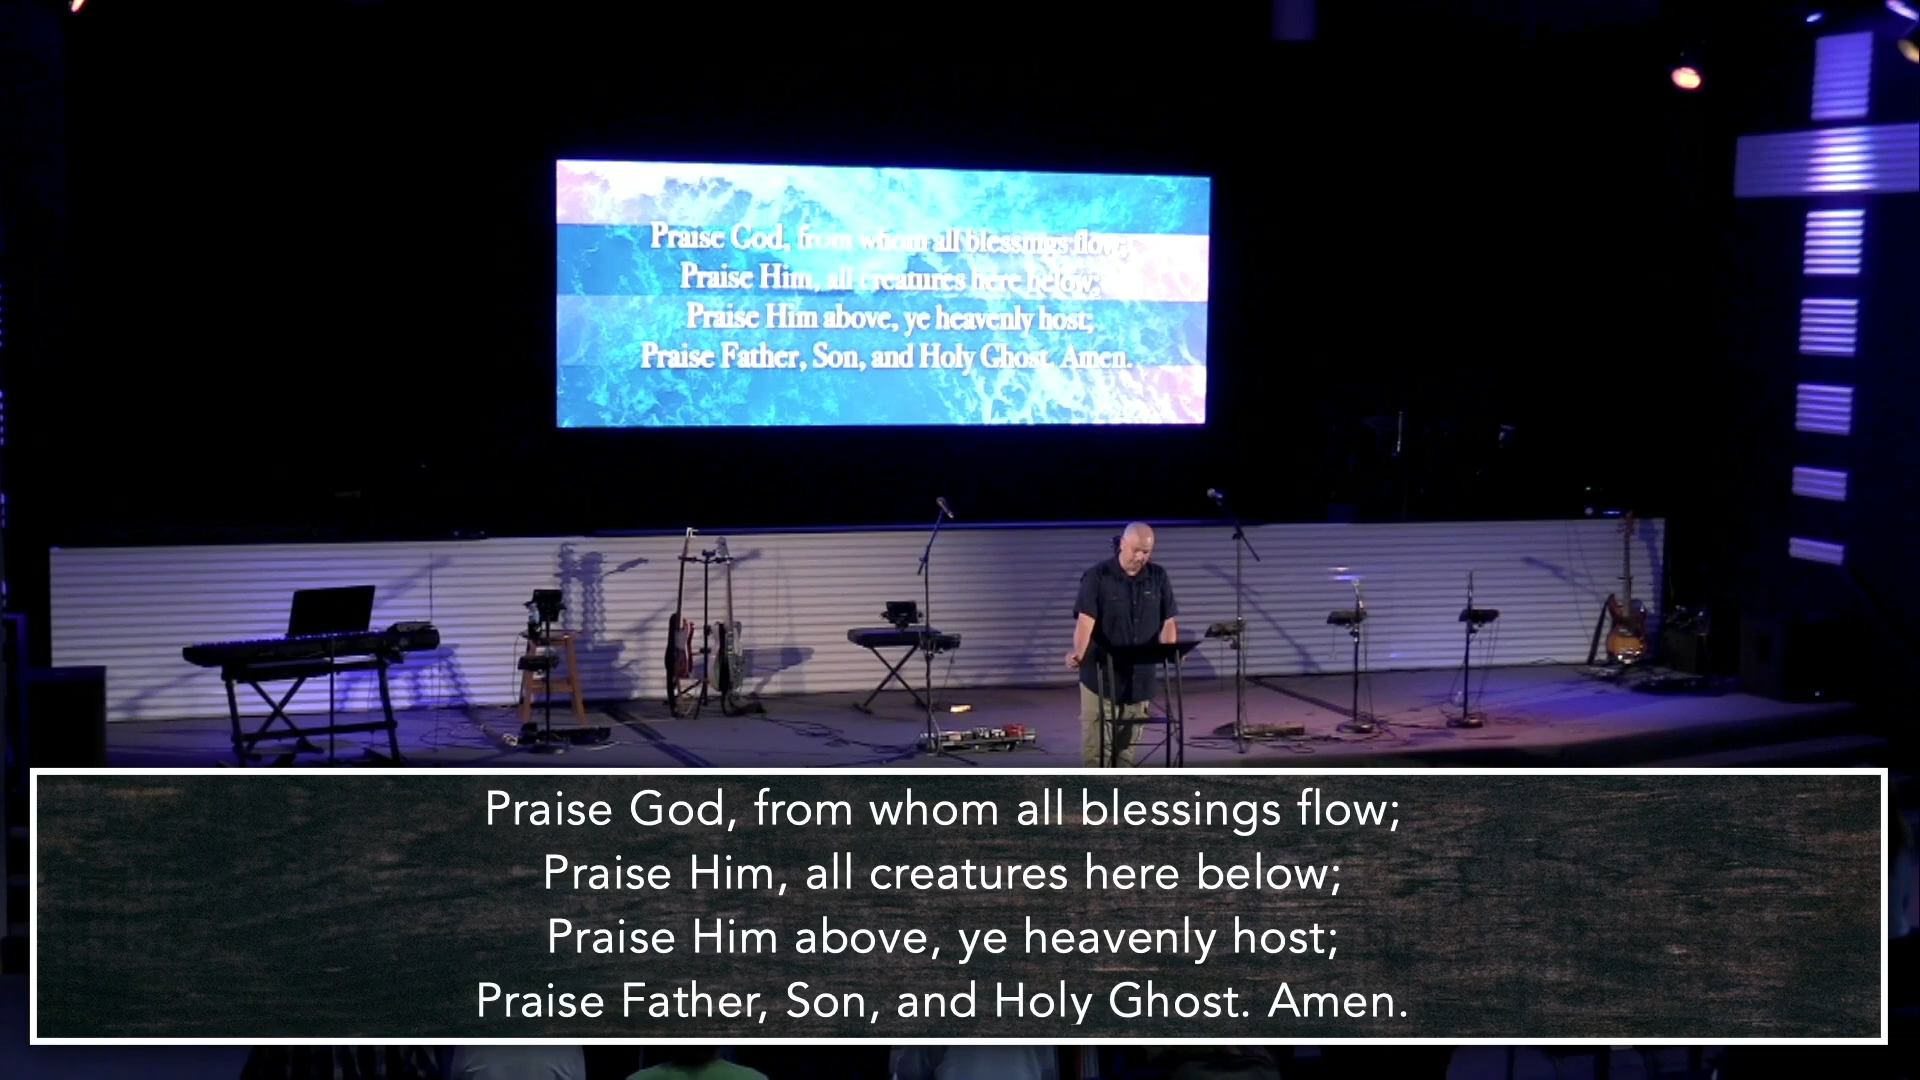 Praise God, from whom all blessings flow;
Praise Him, all creatures here below;
Praise Him above, ye heavenly host;
Praise Father, Son, and Holy Ghost. Amen.
Praise God, from whom all blessings flow;
Praise Him, all creatures here below;
Praise Him above, ye heavenly host;
Praise Father, Son, and Holy Ghost. Amen.